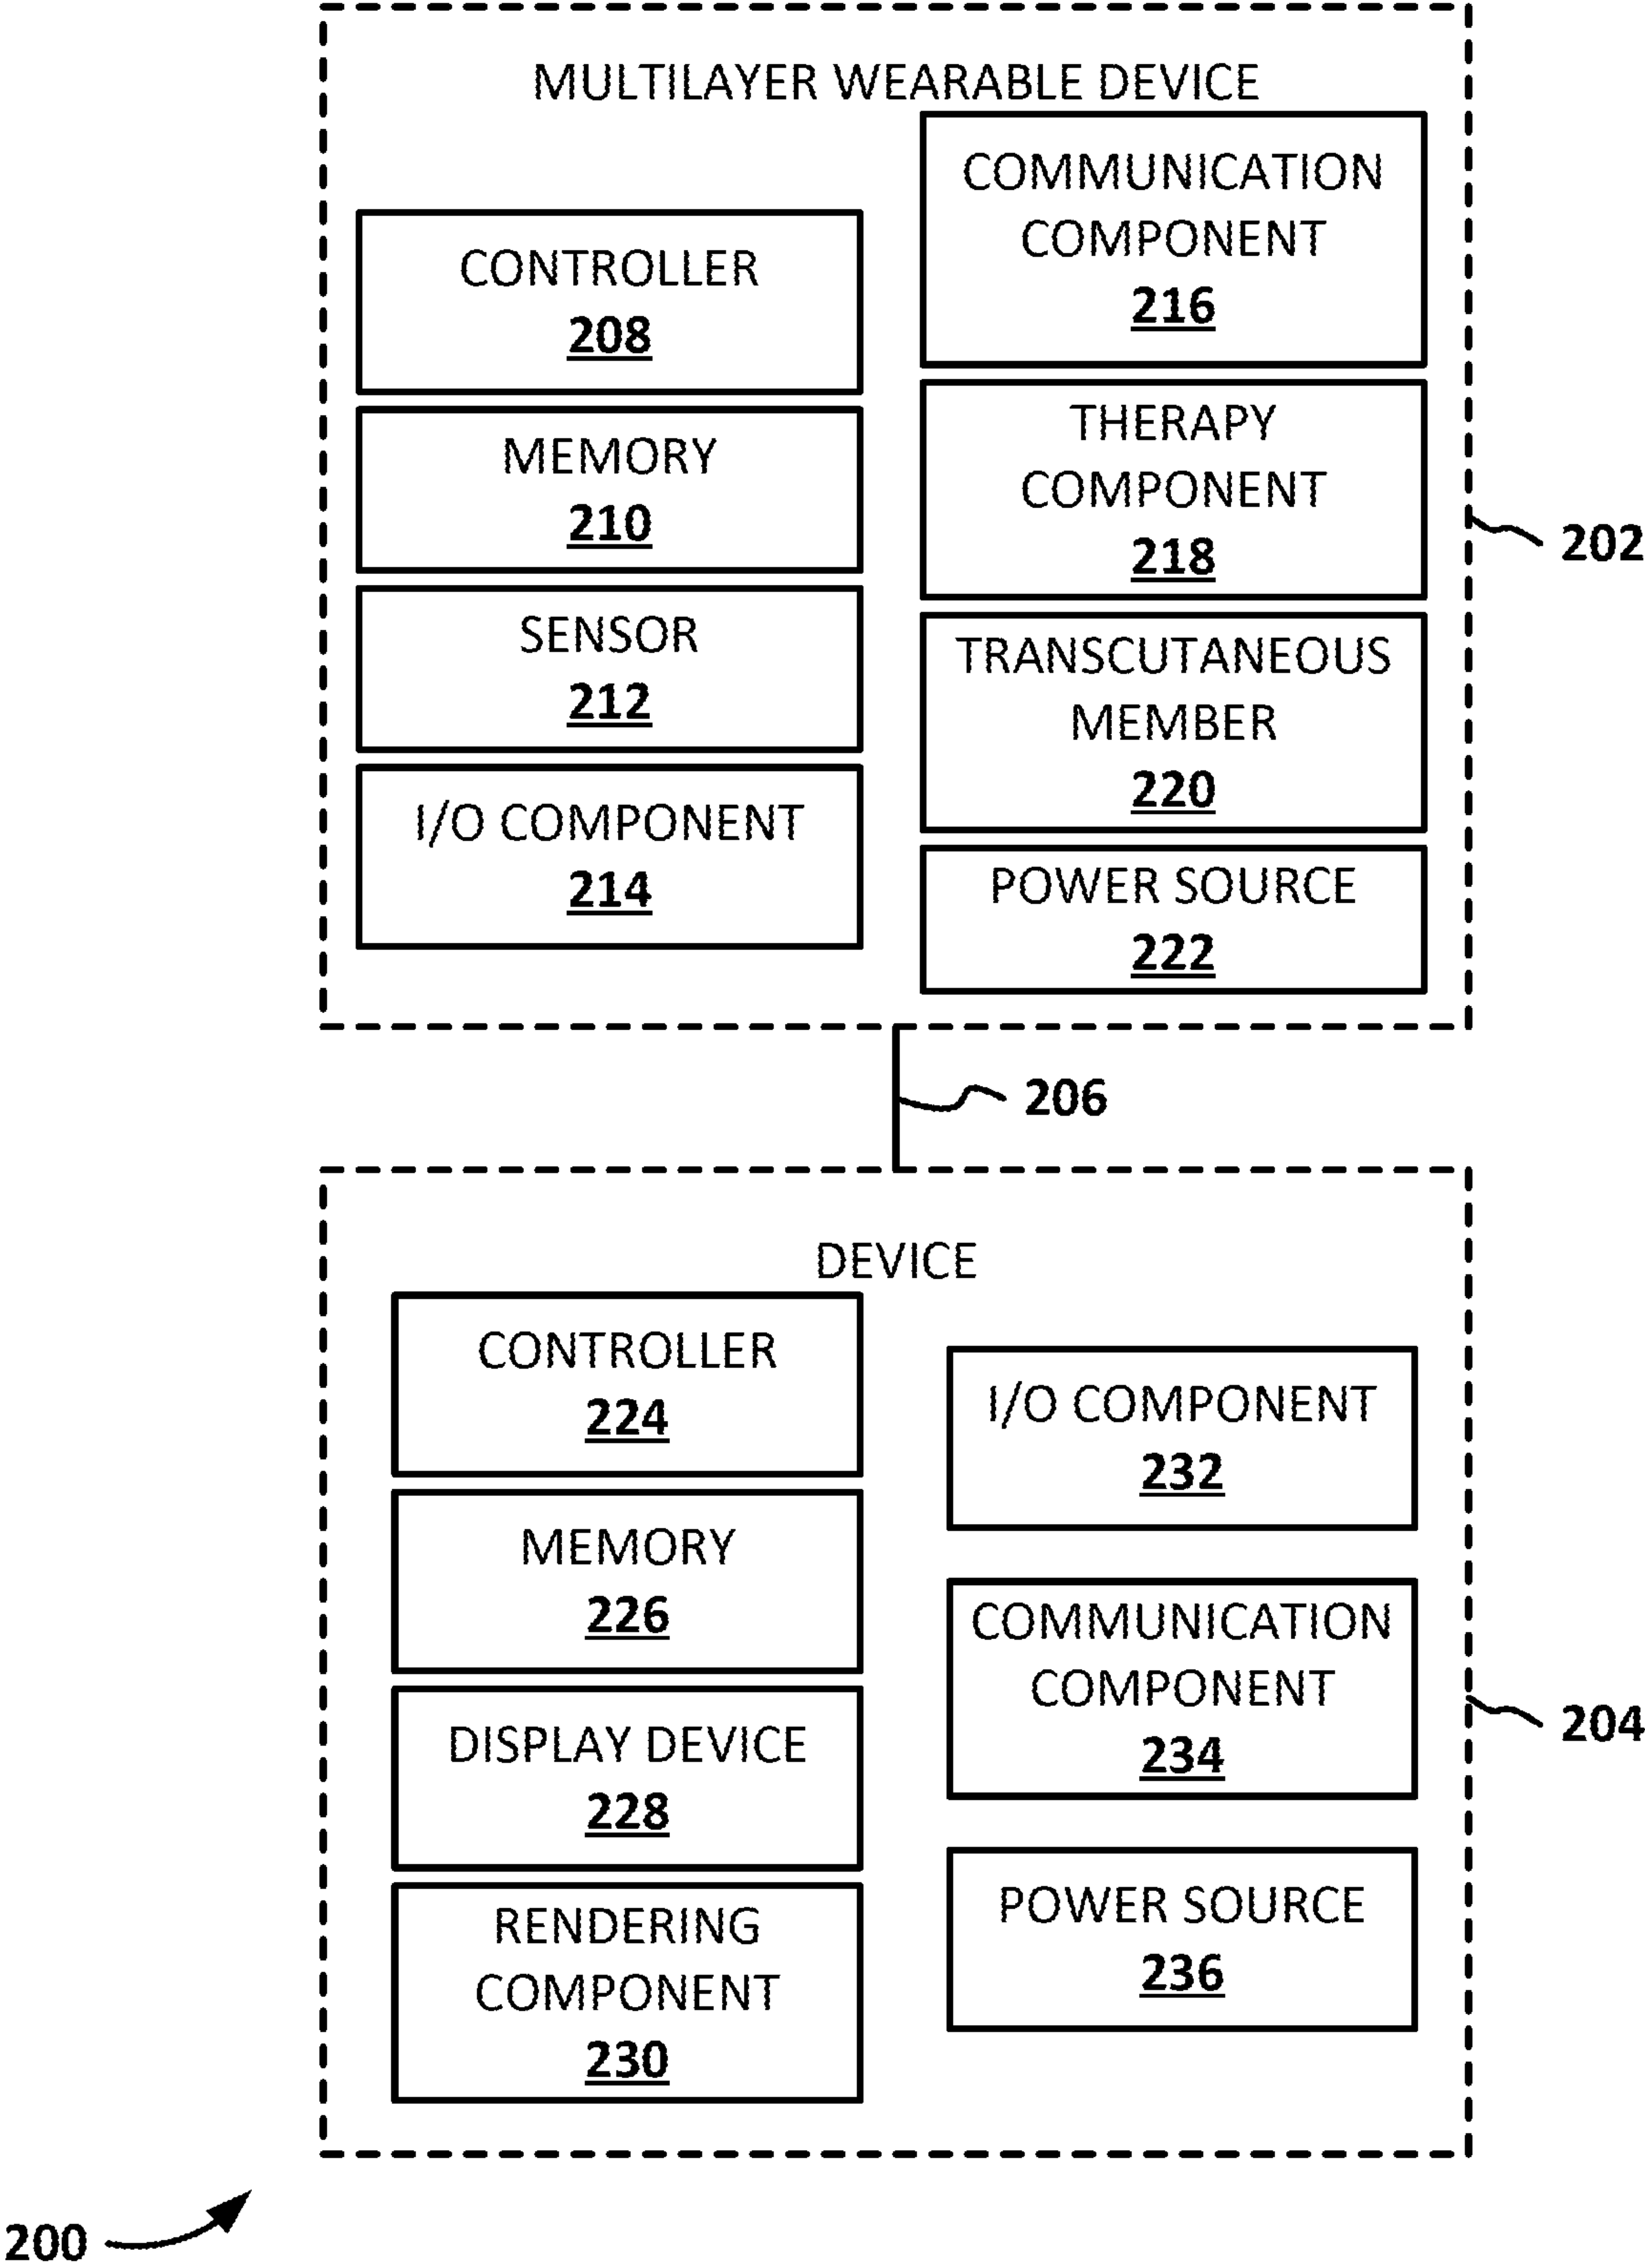 MULTILAYER WEARABLE DEVICE
CONTROLLER
208
MEMORY
210
SENSOR
212
I/O COMPONENT
214
COMMUNICATION
COMPONENT
216
THERAPY
COMPONENT
218
TRANSCUTANEOUS
MEMBER
220
POWER SOURCE
222
202
206
DEVICE
CONTROLLER
224
MEMORY
226
DISPLAY DEVICE
228
RENDERING
COMPONENT
230
I/O COMPONENT
232
COMMUNICATION
COMPONENT
234
POWER SOURCE
236
204
200